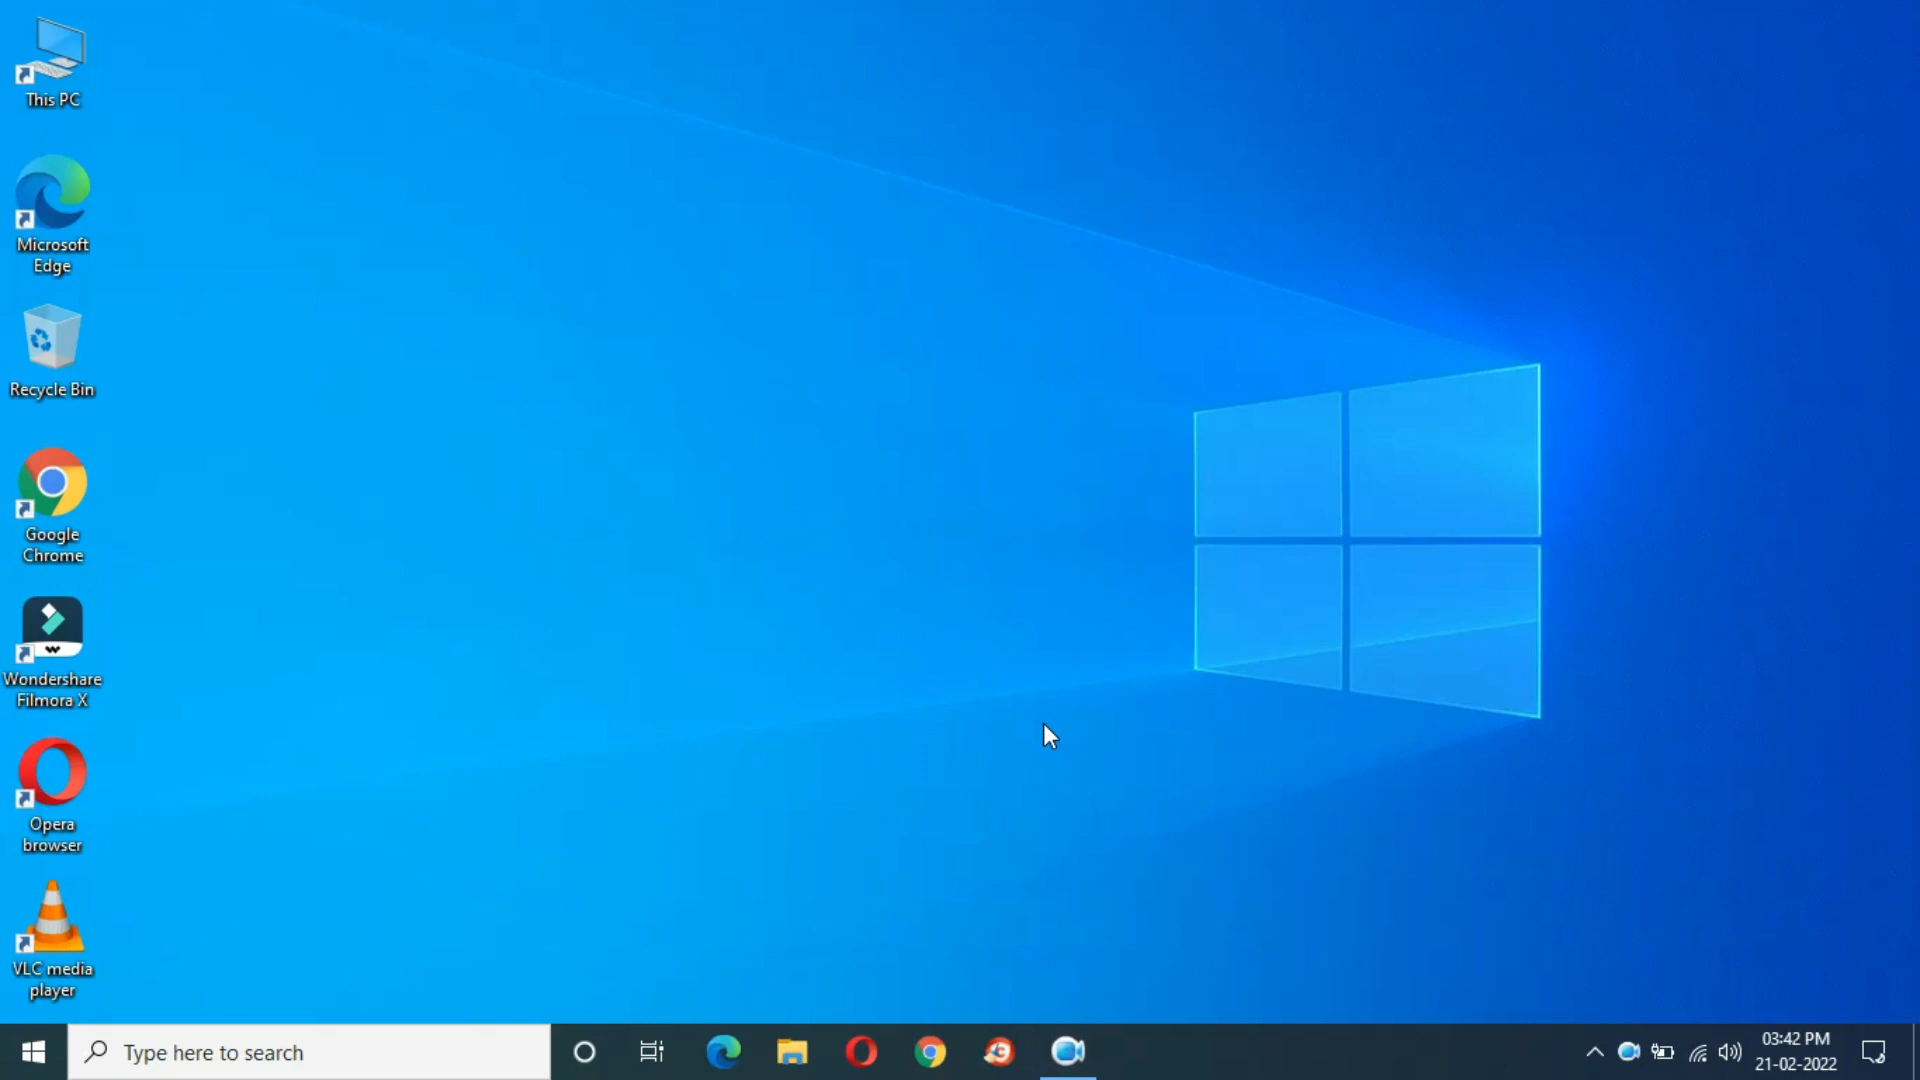 This PC
Microsoft
Edge
Recycle Bin
Google
Chrome
Wondershare
Filmora X
Opera
browser
VLC media
player
Type here to search
03:42 PM
21-02-2022